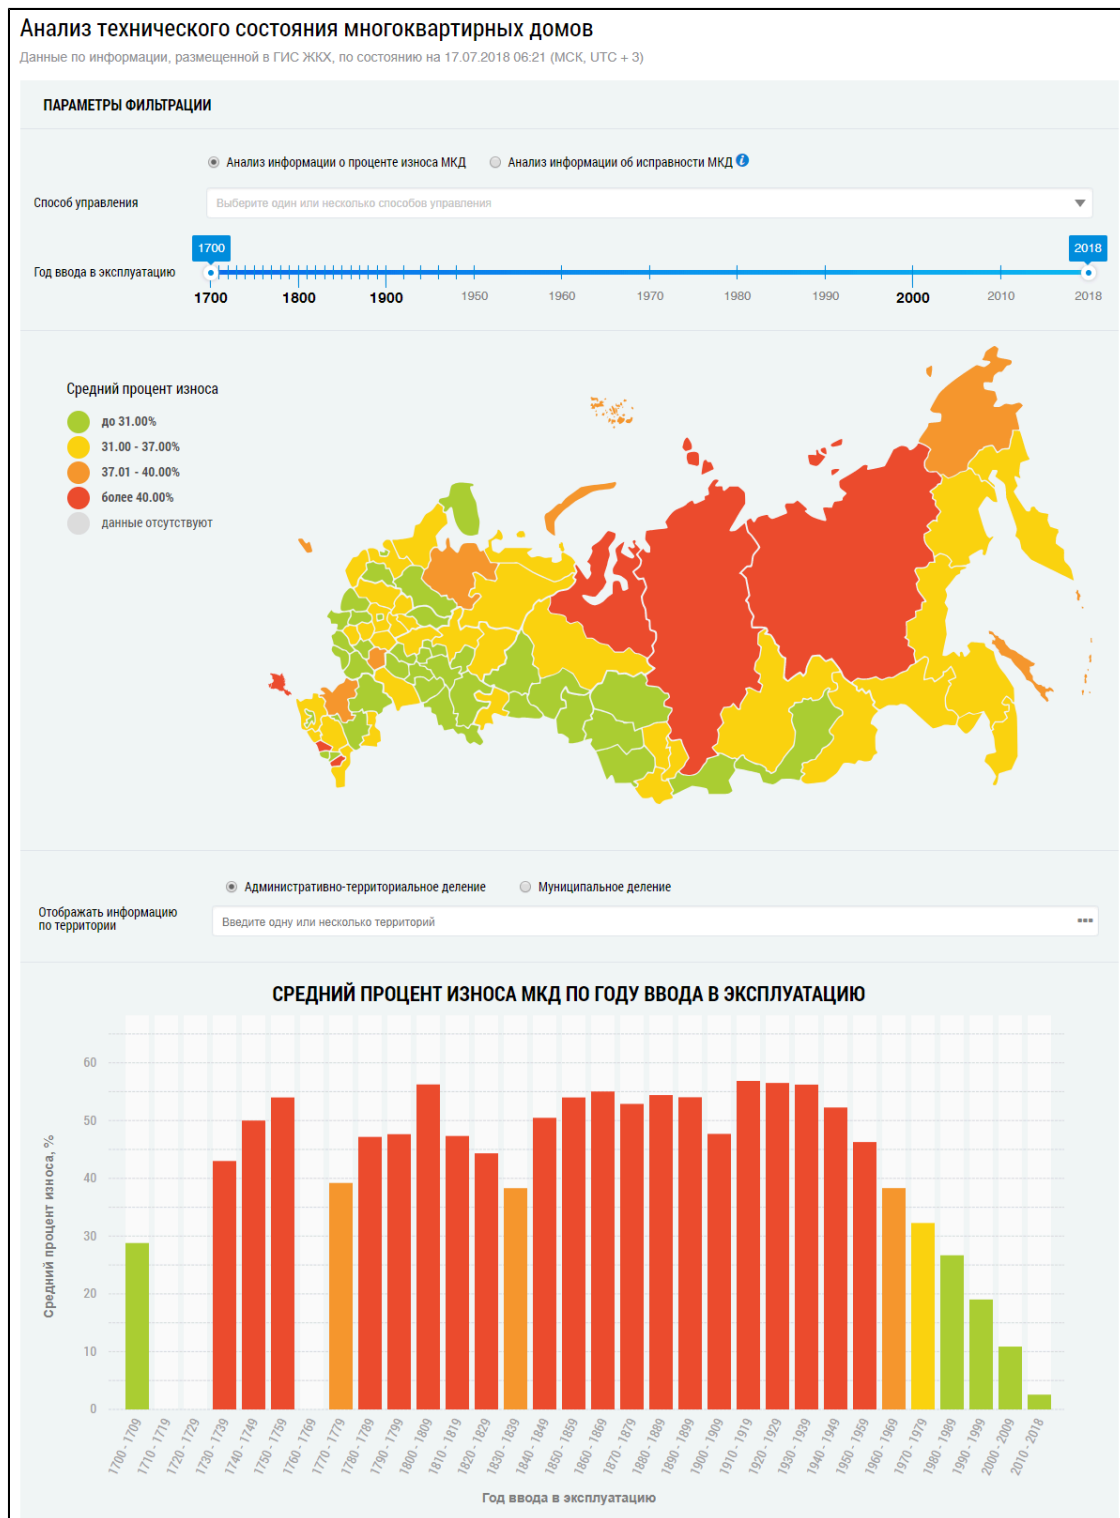 Анализ технического состояния многоквартирных домов
Данные по информации, размещенной в ГИС ЖКХ, по состоянию на 17.07.2018 06:21 (МСК, UTC + 3)
ПАРАМЕТРЫ ФИЛЬТРАЦИИ
Анализ информации о проценте износа МКД Анализ информации об исправности МКД i
Способ управления Выберите один или несколько способов управления
1700 2018
Год ввода в эксплуатацию
1700 1800 1900 1950 1960 1970 1980 1990 2000 2010 2018
Средний процент износа
до 31.00%
31.00 - 37.00%
37.01 - 40.00%
более 40.00%
данные отсутствуют
Административно-территориальное деление Муниципальное деление
Отображать информацию
по территории
Введите одну или несколько территорий
СРЕДНИЙ ПРОЦЕНТ ИЗНОСА МКД ПО ГОДУ ВВОДА В ЭКСПЛУАТАЦИЮ
Средний процент износа, %
60
50
40
30
20
10
0
1700 - 1709
1710 - 1719
1720 - 1729
1730 - 1739
1740 - 1749
1750 - 1759
1760 - 1769
1770 - 1779
1780 - 1789
1790 - 1799
1800 - 1809
1810 - 1819
1820 - 1829
1830 - 1839
1840 - 1849
1850 - 1859
1860 - 1869
1870 - 1879
1880 - 1889
1890 - 1899
1900 - 1909
1910 - 1919
1920 - 1929
1930 - 1939
1940 - 1949
1950 - 1959
1960 - 1969
1970 - 1979
1980 - 1989
1990 - 1999
2000 - 2009
2010 - 2018
Год ввода в эксплуатацию